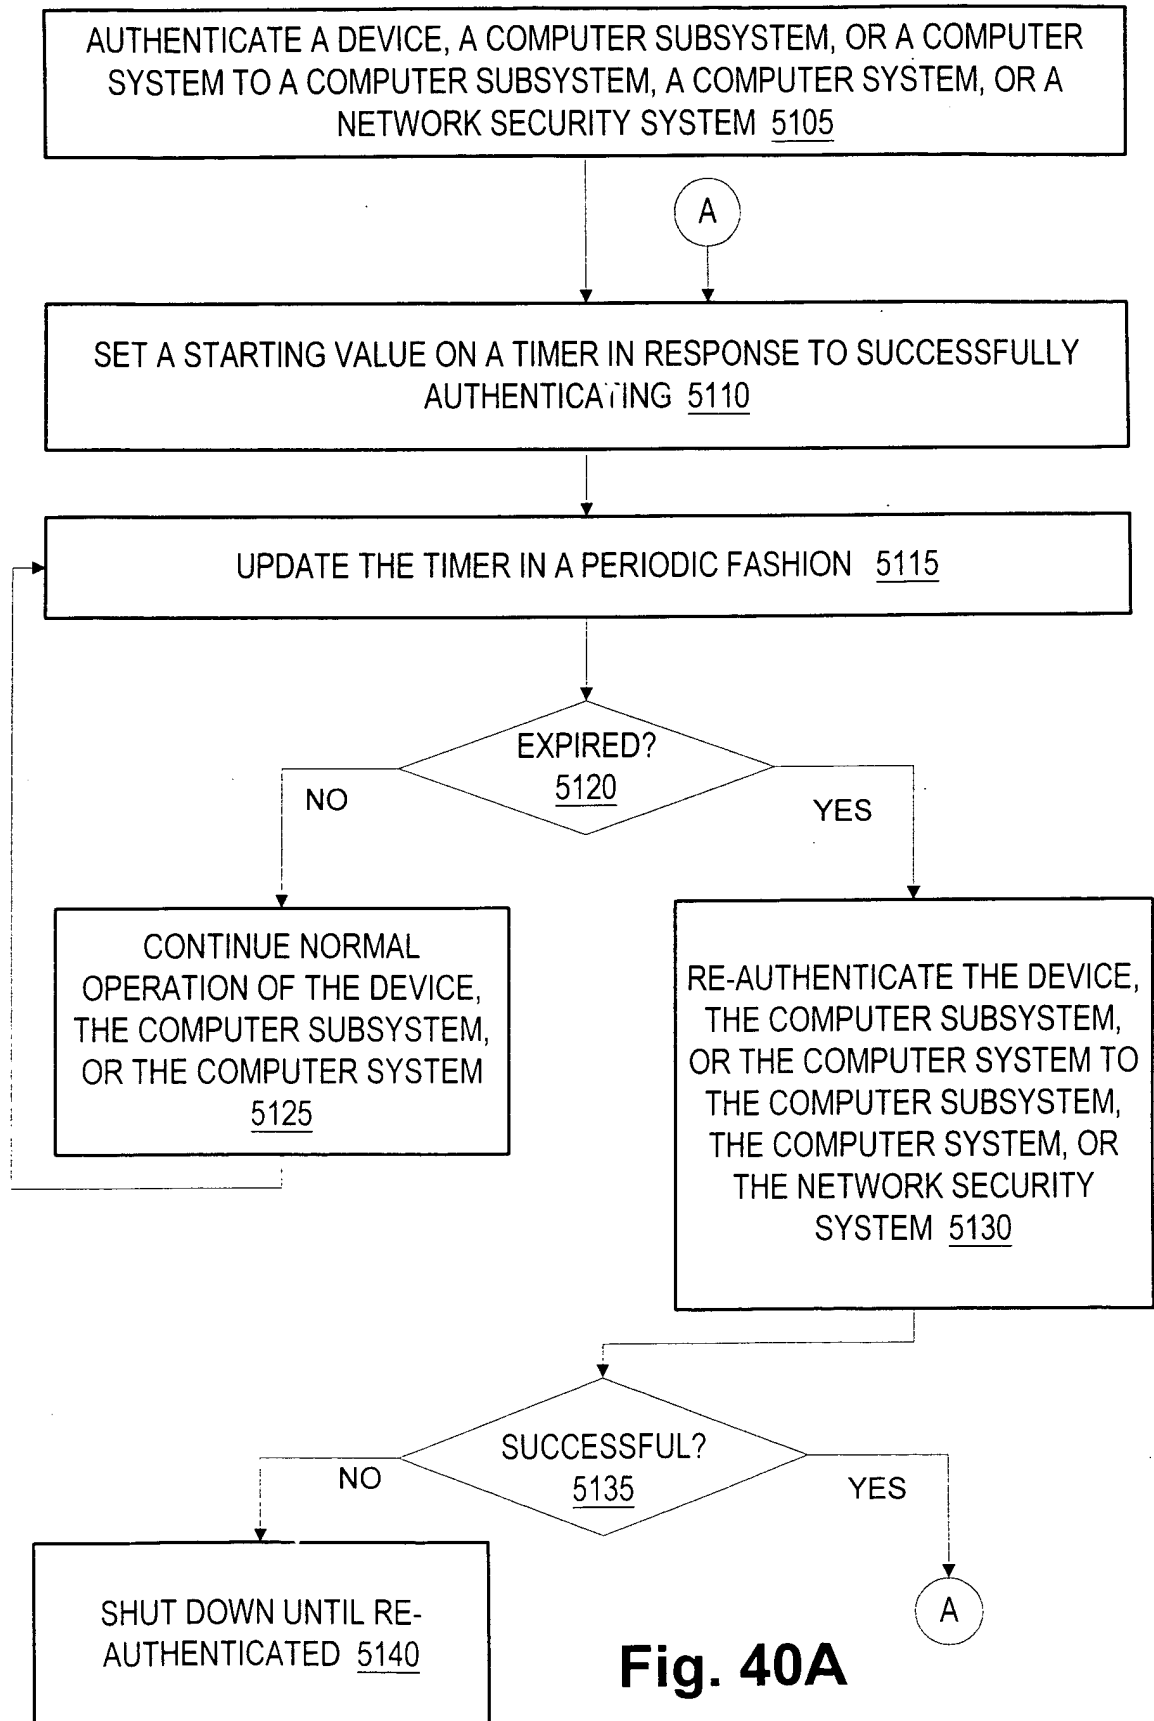 AUTHENTICATE A DEVICE, A COMPUTER SUBSYSTEM, OR A COMPUTER
SYSTEM TO A COMPUTER SUBSYSTEM, A COMPUTER SYSTEM, OR A
NETWORK SECURITY SYSTEM 5105
A
SET A STARTING VALUE ON A TIMER IN RESPONSE TO SUCCESSFULLY
AUTHENTICATING 5110
UPDATE THE TIMER IN A PERIODIC FASHION 5115
EXPIRED?
5120
NO
YES
CONTINUE NORMAL
OPERATION OF THE DEVICE,
THE COMPUTER SUBSYSTEM,
OR THE COMPUTER SYSTEM
5125
RE-AUTHENTICATE THE DEVICE,
THE COMPUTER SUBSYSTEM,
OR THE COMPUTER SYSTEM TO
THE COMPUTER SUBSYSTEM,
THE COMPUTER SYSTEM, OR
THE NETWORK SECURITY
SYSTEM 5130
SUCCESSFUL?
5135
NO
YES
SHUT DOWN UNTIL RE-
AUTHENTICATED 5140
A
Fig. 40A